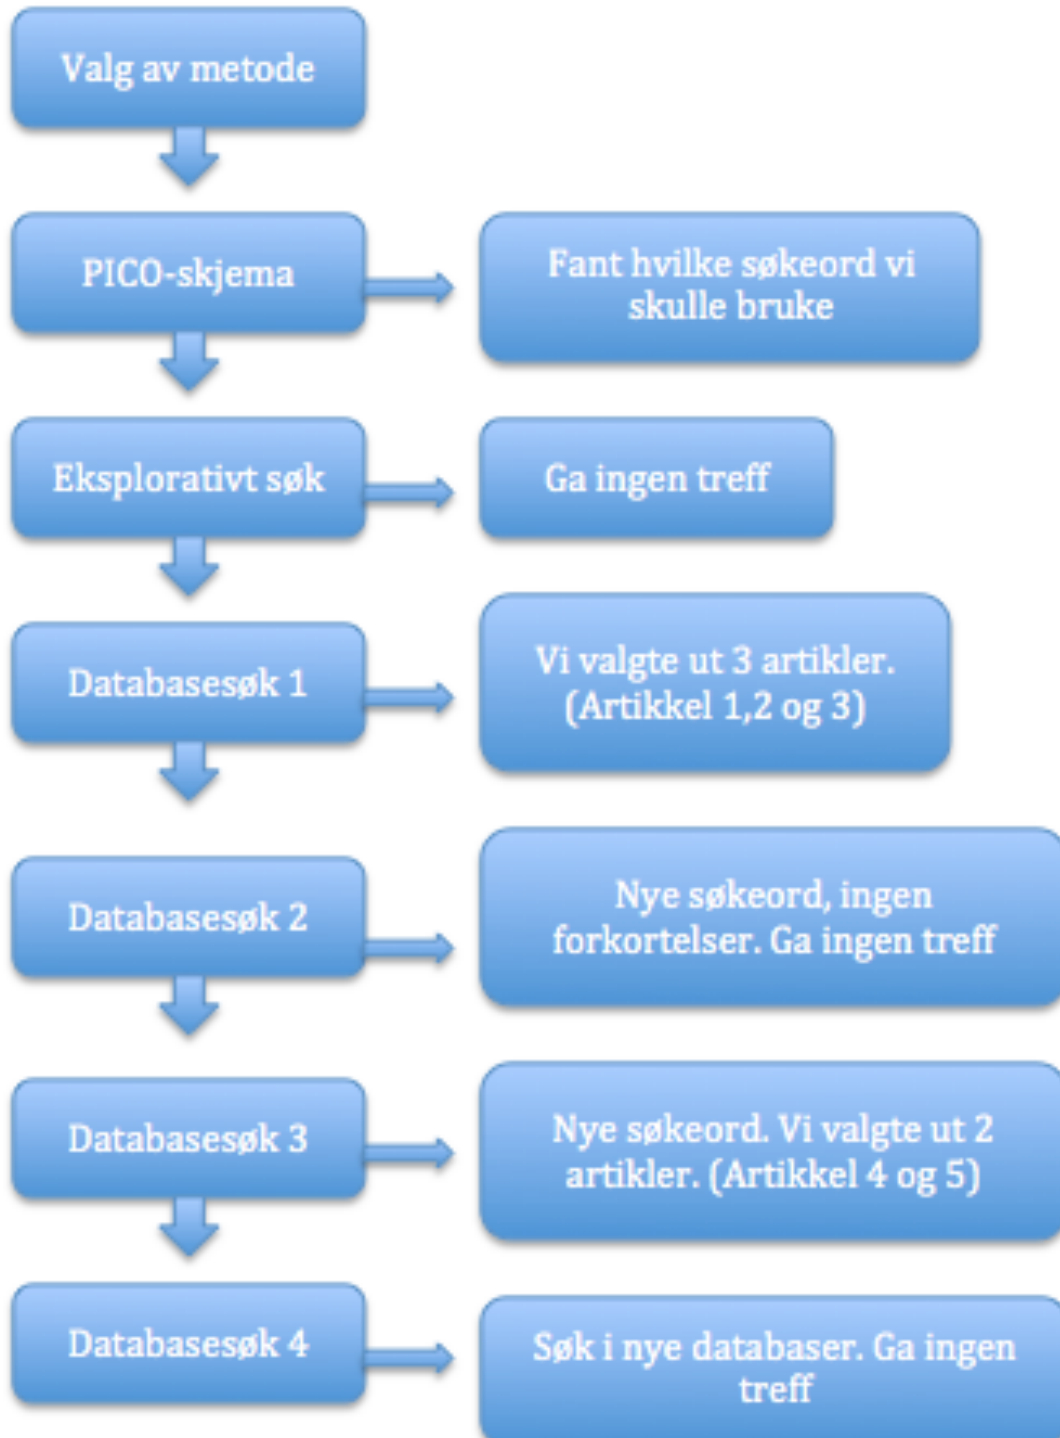 Valg av metode
PICO-skjema
Fant hvilke søkeord vi
skulle bruke
Eksplorativt søk
Ga ingen treff
Databasesøk 1
Vi valgte ut 3 artikler.
(Artikkel 1,2 og 3)
Databasesøk 2
Nye søkeord, ingen
forkortelser. Ga ingen treff
Databasesøk 3
Nye søkeord. Vi valgte ut 2
artikler. (Artikkel 4 og 5)
Databasesøk 4
Søk i nye databaser. Ga ingen
treff